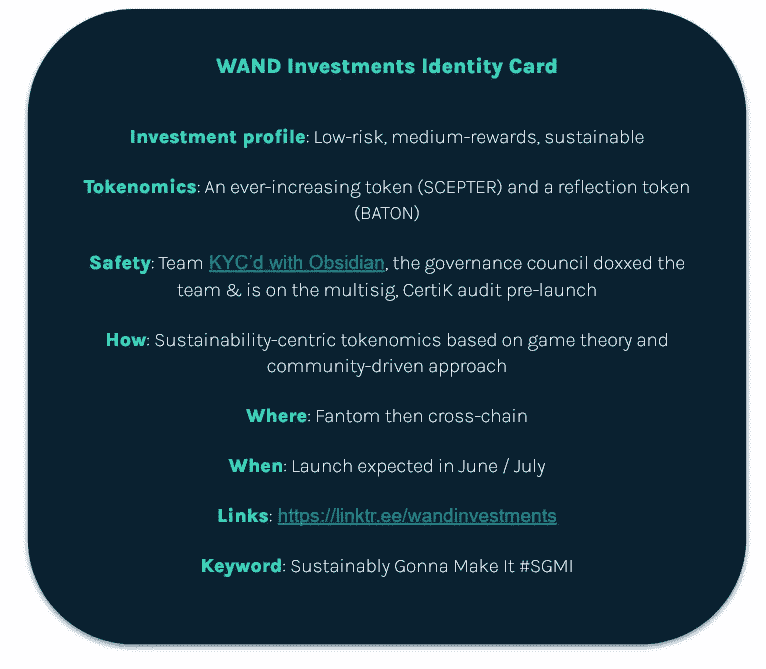 WAND Investments Identity Card
Investment profile: Low-risk, medium-rewards, sustainable
Tokenomics: An ever-increasing token (SCEPTER) and a reflection token
(BATON)
Safety: Team KYC'd with Obsidian, the governance council doxxed the
team & is on the multisig, CertiK audit pre-launch
How: Sustainability-centric tokenomics based on game theory and
community-driven approach
Where: Fantom then cross-chain
When: Launch expected in June / July
Links: https://linktr.ee/wandinvestments
Keyword: Sustainably Gonna Make It #SGMI